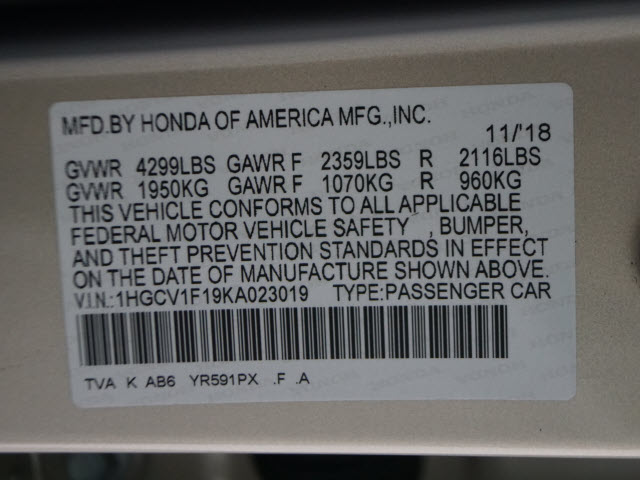 MFD.BY HONDA OF AMERICA MFG.,INC.
11/'18
GVWR 4299LBS GAWR F 2359LBS R 2116LBS
GVWR 1950KG GAWR F 1070KG R 960KG
THIS VEHICLE CONFORMS TO ALL APPLICABLE
FEDERAL MOTOR VEHICLE SAFETY , BUMPER,
AND THEFT PREVENTION STANDARDS IN EFFECT
ON THE DATE OF MANUFACTURE SHOWN ABOVE.
V.I.N.:1HGCV1F19KA023019 TYPE:PASSENGER CAR
TVA K AB6 YR591PX .F .A